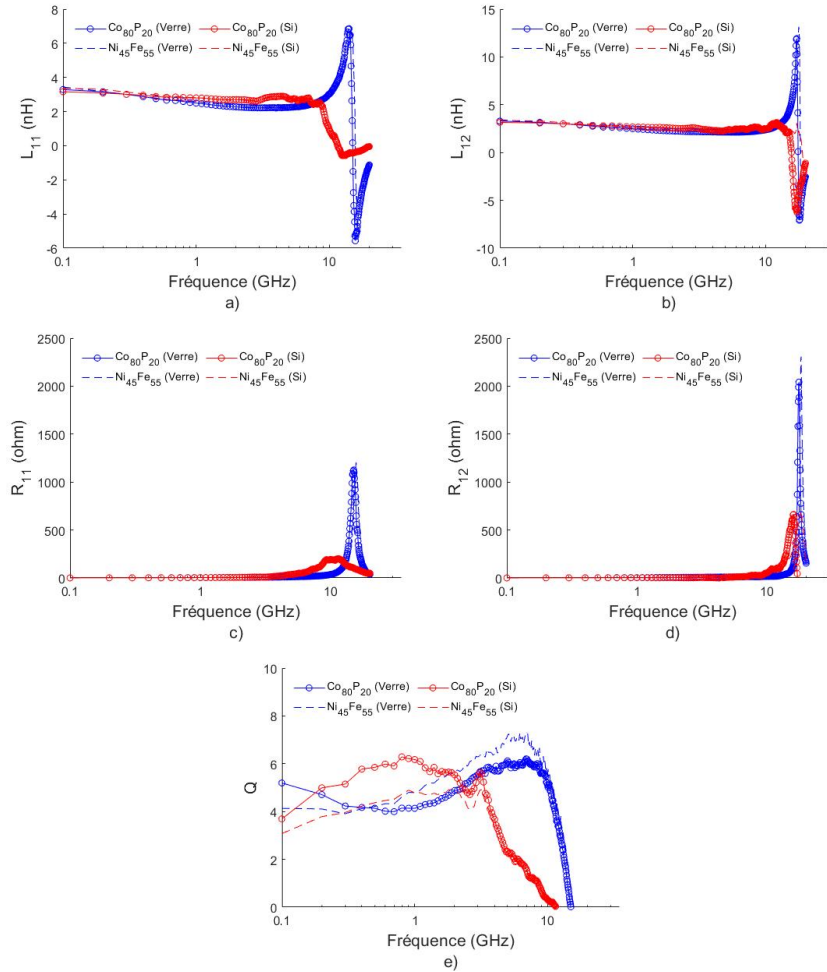 Co80P20 (Verre) Co80P20 (Si)
Ni45Fe55 (Verre) Ni45Fe55 (Si)
8
6
4
2
0
-2
-4
-6
L11 (nH)
0.1 1 10
Fréquence (GHz)
a)
Co80P20 (Verre) Co80P20 (Si)
Ni45Fe55 (Verre) Ni45Fe55 (Si)
15
10
5
0
-5
-10
L12 (nH)
0.1 1 10
Fréquence (GHz)
b)
Co80P20 (Verre) Co80P20 (Si)
Ni45Fe55 (Verre) Ni45Fe55 (Si)
2500
2000
1500
1000
500
0
R11 (ohm)
0.1 1 10
Fréquence (GHz)
c)
Co80P20 (Verre) Co80P20 (Si)
Ni45Fe55 (Verre) Ni45Fe55 (Si)
2500
2000
1500
1000
500
0
R12 (ohm)
0.1 1 10
Fréquence (GHz)
d)
Co80P20 (Verre) Co80P20 (Si)
Ni45Fe55 (Verre) Ni45Fe55 (Si)
10
8
6
4
2
0
Q
0.1 1 10
Fréquence (GHz)
e)